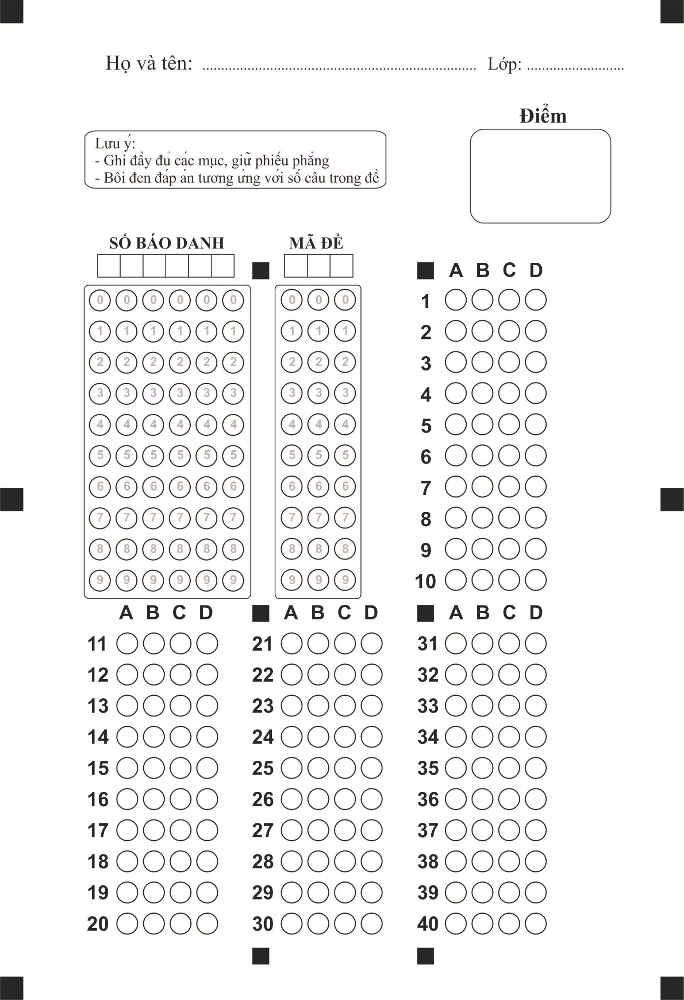 Họ và tên: ........................................................................ Lớp: .........................
Điểm
Lưu ý:
- Ghi đầy đủ các mục, giữ phiếu phẳng
- Bôi đen đáp án tương ứng với số câu trong đề
SỐ BÁO DANH MÃ ĐỀ
A B C D
0 0 0 0 0 0 0 0 0 1
1 1 1 1 1 1 1 1 1 2
2 2 2 2 2 2 2 2 2 3
3 3 3 3 3 3 3 3 3 4
4 4 4 4 4 4 4 4 4 5
5 5 5 5 5 5 5 5 5 6
6 6 6 6 6 6 6 6 6 7
7 7 7 7 7 7 7 7 7 8
8 8 8 8 8 8 8 8 8 9
9 9 9 9 9 9 9 9 9 10
A B C D A B C D A B C D
11 21 31
12 22 32
13 23 33
14 24 34
15 25 35
16 26 36
17 27 37
18 28 38
19 29 39
20 30 40